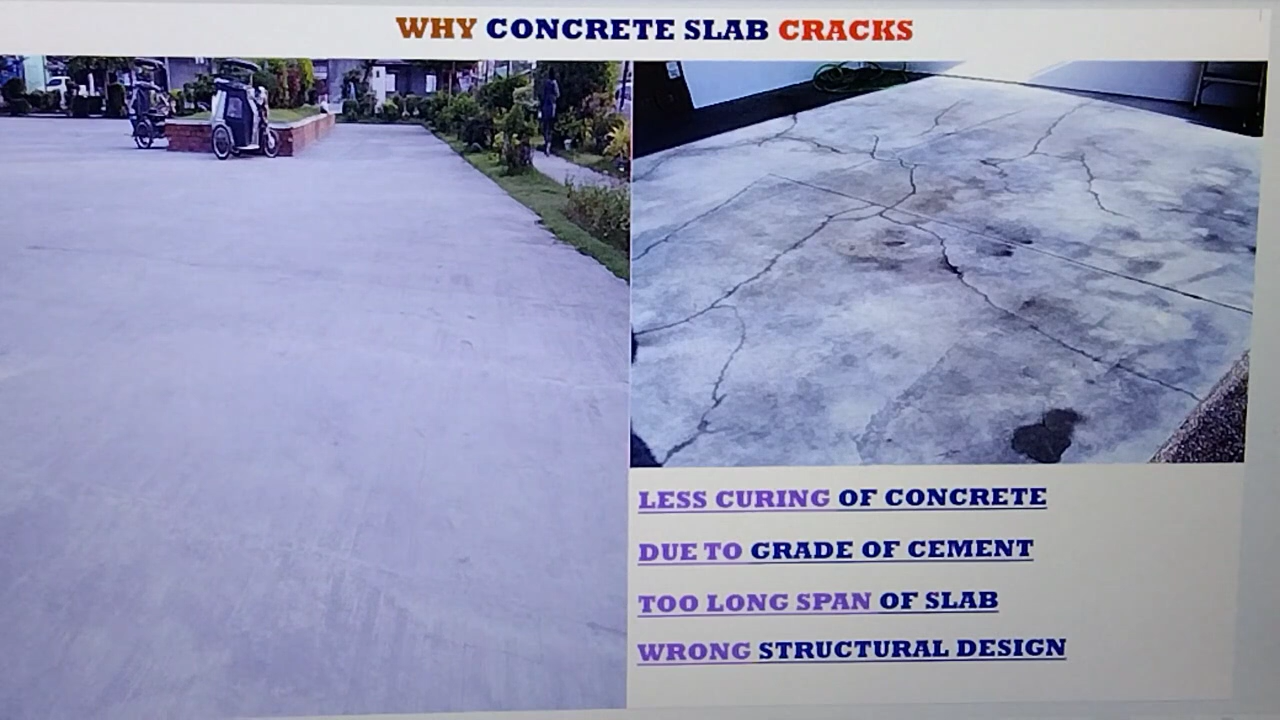 WHY CONCRETE SLAB CRACKS
LESS CURING OF CONCRETE
DUE TO GRADE OF CEMENT
TOO LONG SPAN OF SLAB
WRONG STRUCTURAL DESIGN